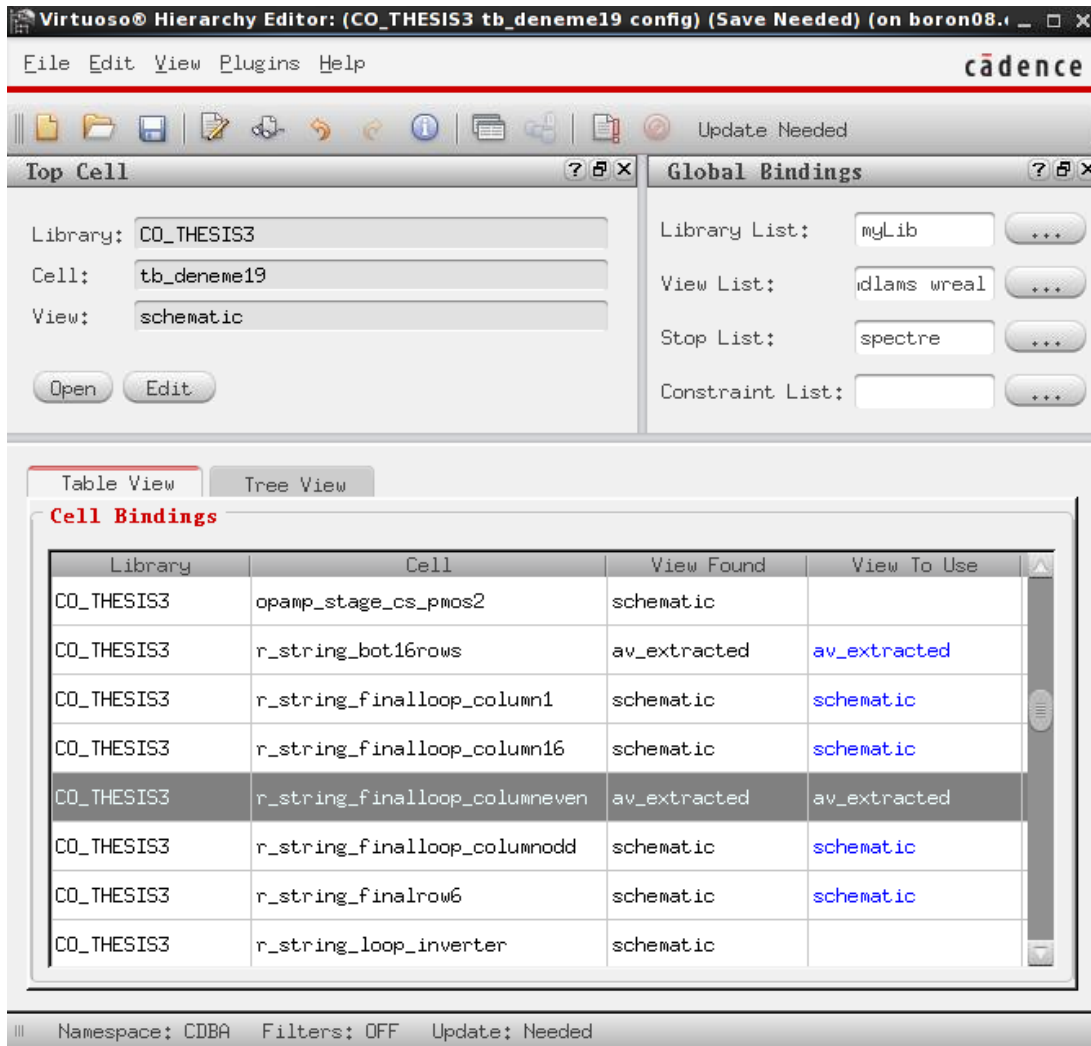 Virtuoso® Hierarchy Editor: (CO_THESIS3 tb_deneme19 config) (Save Needed) (on boron08.
File Edit View Plugins Help
cādence
Update Needed
Top Cell
Library: CO_THESIS3
Cell: tb_deneme19
View: schematic
Open Edit
Global Bindings
Library List: myLib ...
View List: dlams wreal ...
Stop List: spectre ...
Constraint List: ...
Table View Tree View
Cell Bindings
Library Cell View Found View To Use
CO_THESIS3 opamp_stage_cs_pmos2 schematic
CO_THESIS3 r_string_bot16rows av_extracted av_extracted
CO_THESIS3 r_string_finalloop_column1 schematic schematic
CO_THESIS3 r_string_finalloop_column16 schematic schematic
CO_THESIS3 r_string_finalloop_columneven av_extracted av_extracted
CO_THESIS3 r_string_finalloop_columnodd schematic schematic
CO_THESIS3 r_string_finalrow6 schematic schematic
CO_THESIS3 r_string_loop_inverter schematic
Namespace: CDBA Filters: OFF Update: Needed